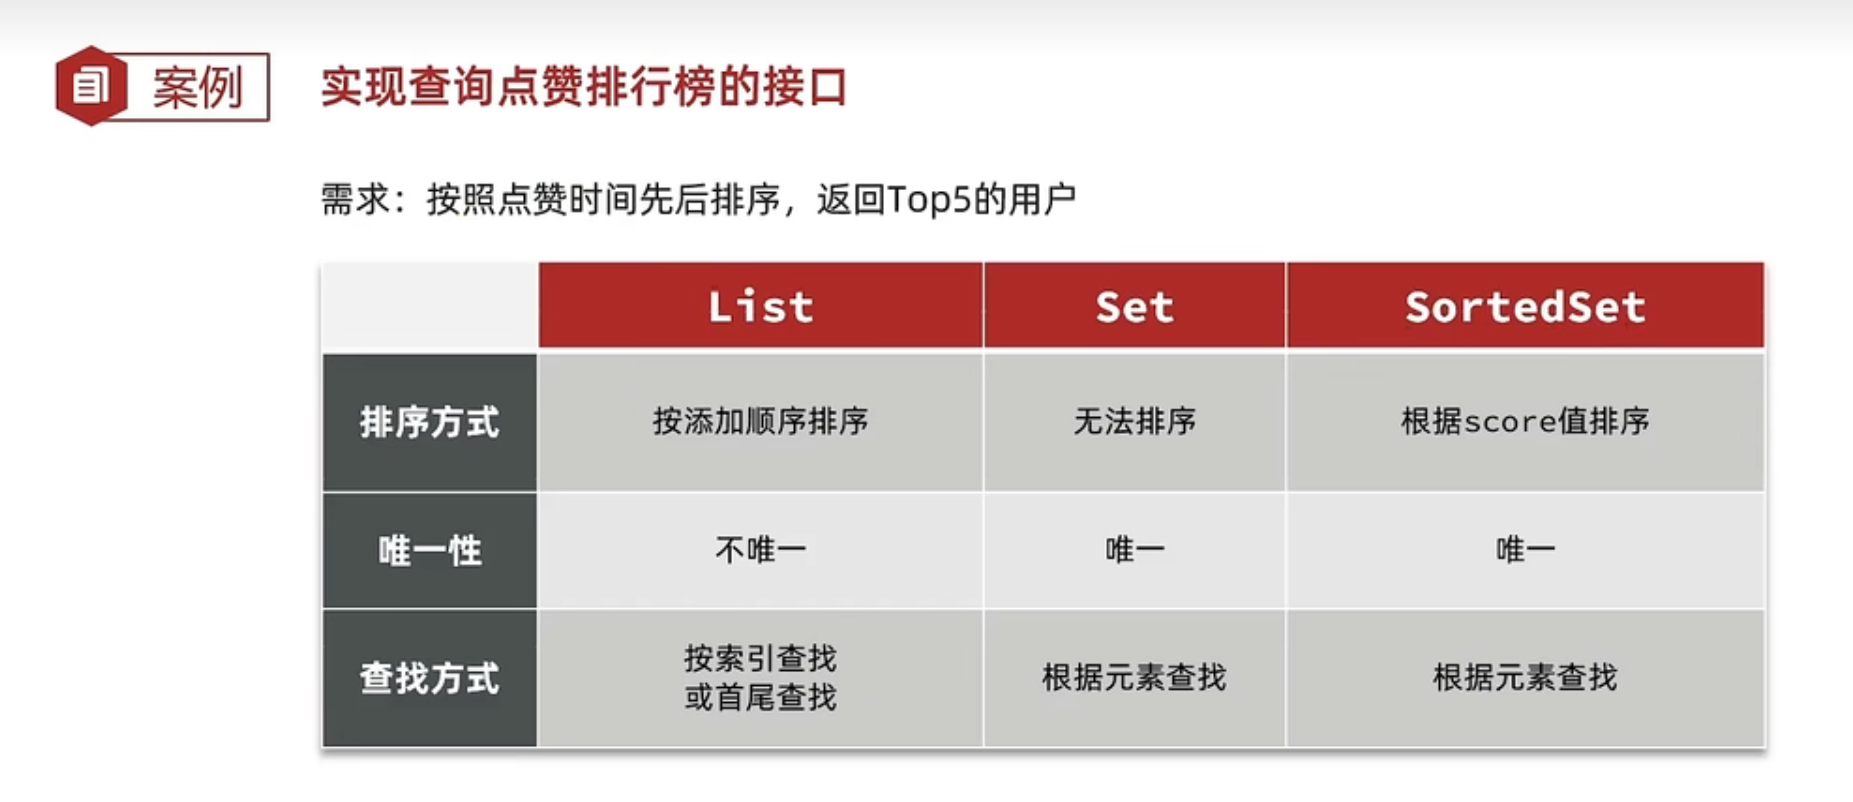 案例
实现查询点赞排行榜的接口
需求：按照点赞时间先后排序，返回Top5的用户
List Set SortedSet
排序方式 按添加顺序排序 无法排序 根据score值排序
唯一性 不唯一 唯一 唯一
查找方式 按索引查找
或首尾查找 根据元素查找 根据元素查找